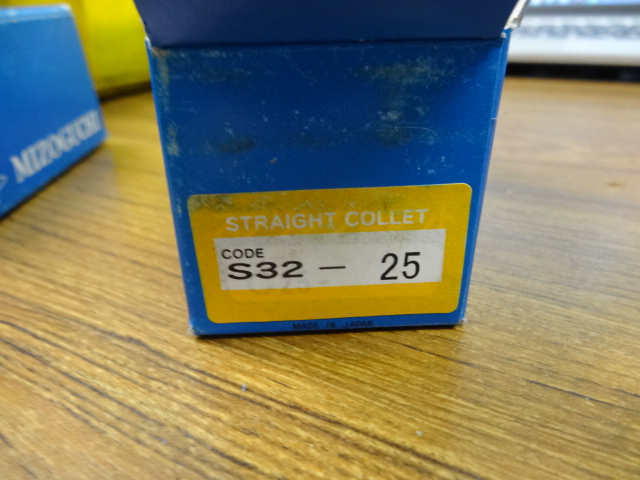 MIZOGUCHI
STRAIGHT COLLET
CODE
S32 - 25
MADE IN JAPAN